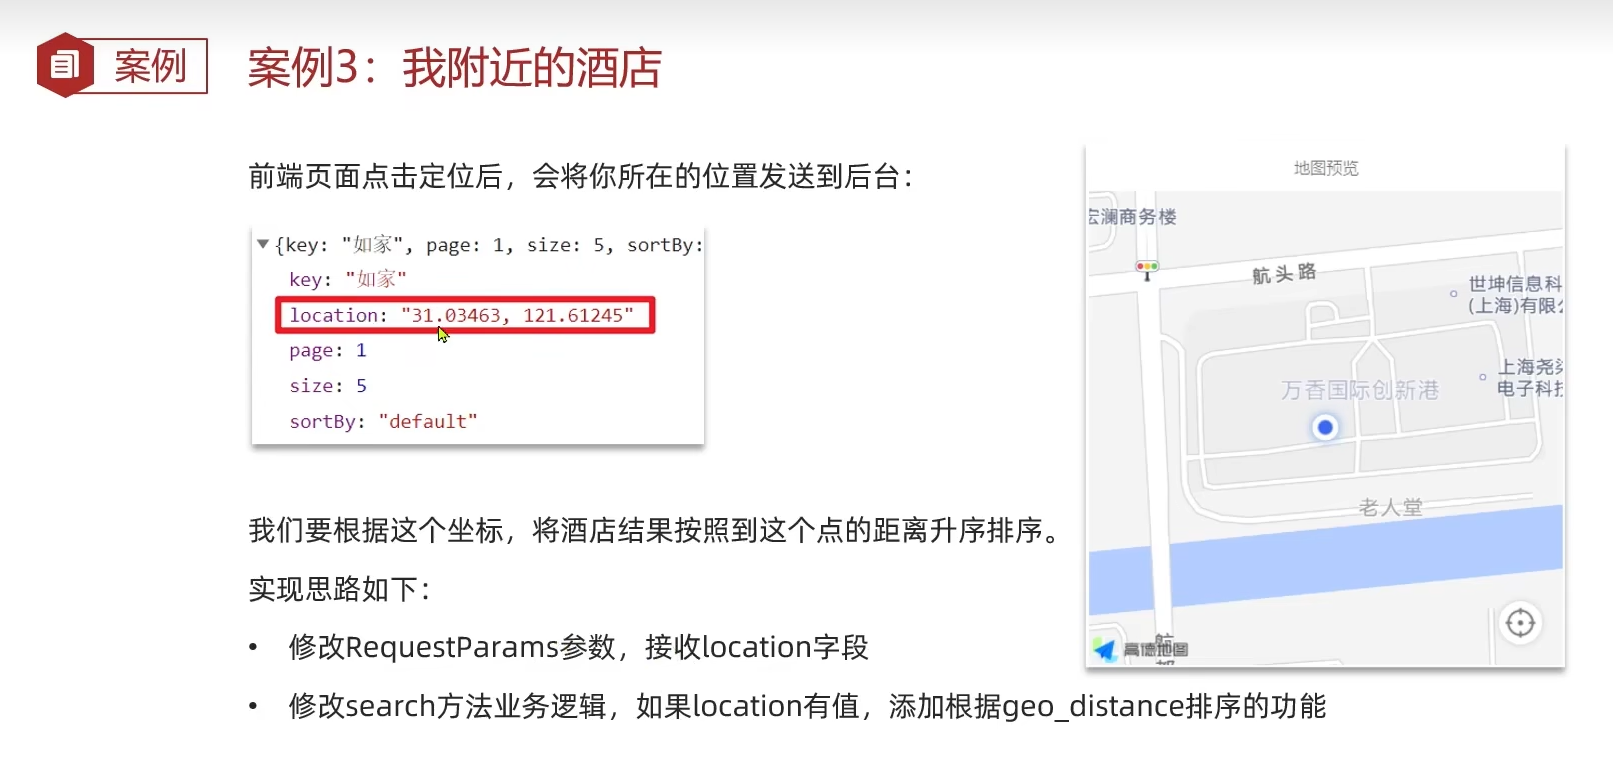 案例
案例3：我附近的酒店
前端页面点击定位后，会将你所在的位置发送到后台：
{key: "如家", page: 1, size: 5, sortBy:
key: "如家"
location: "31.03463, 121.61245"
page: 1
size: 5
sortBy: "default"
我们要根据这个坐标，将酒店结果按照到这个点的距离升序排序。
实现思路如下：
• 修改RequestParams参数，接收location字段
• 修改search方法业务逻辑，如果location有值，添加根据geo_distance排序的功能
地图预览
宏澜商务楼
航头路
世坤信息科
(上海)有限
上海尧
电子科技
万香国际创新港
老人堂
航
高德地图